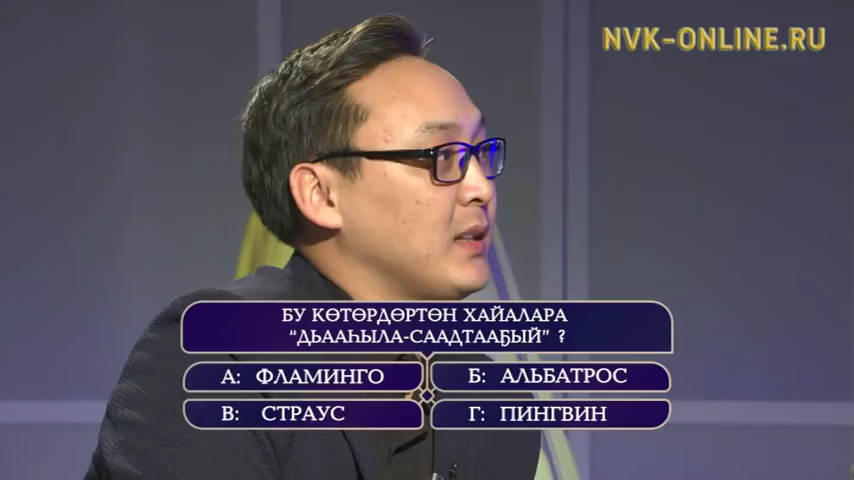 NVK-ONLINE.RU
БУ КӨТӨРДӨРТӨН ХАЙАЛАРА
“ДЬААҺЫЛА-СААДТААҔЫЙ” ?
А: ФЛАМИНГО
Б: АЛЬБАТРОС
В: СТРАУС
Г: ПИНГВИН